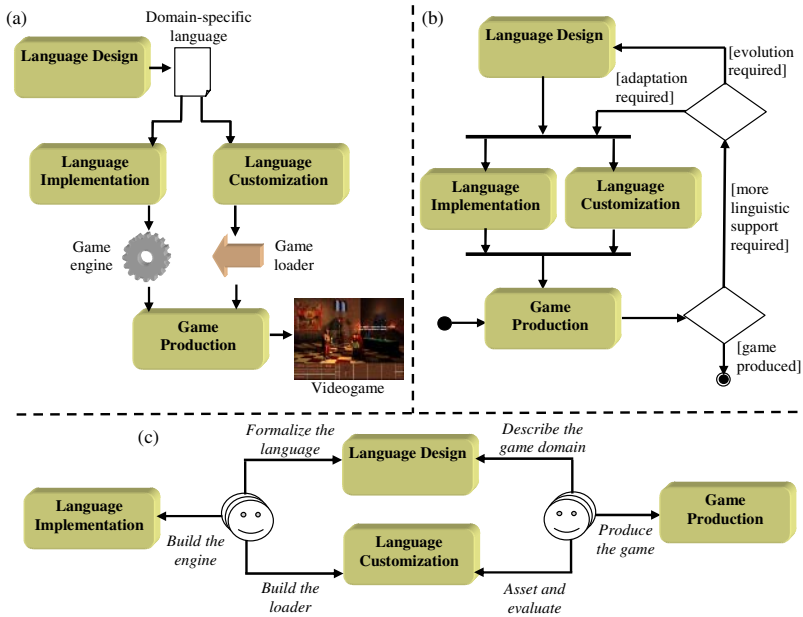 (a)
Domain-specific
language
Language Design
Language
Implementation
Language
Customization
Game
engine
Game
loader
Game
Production
Videogame
(b)
Language Design
[evolution
required]
[adaptation
required]
Language
Implementation
Language
Customization
[more
linguistic
support
required]
Game
Production
[game
produced]
(c)
Formalize the
language
Language Design
Describe the
game domain
Language
Implementation
Game
Production
Build the
engine
Produce
the game
Language
Customization
Build the
loader
Asset and
evaluate